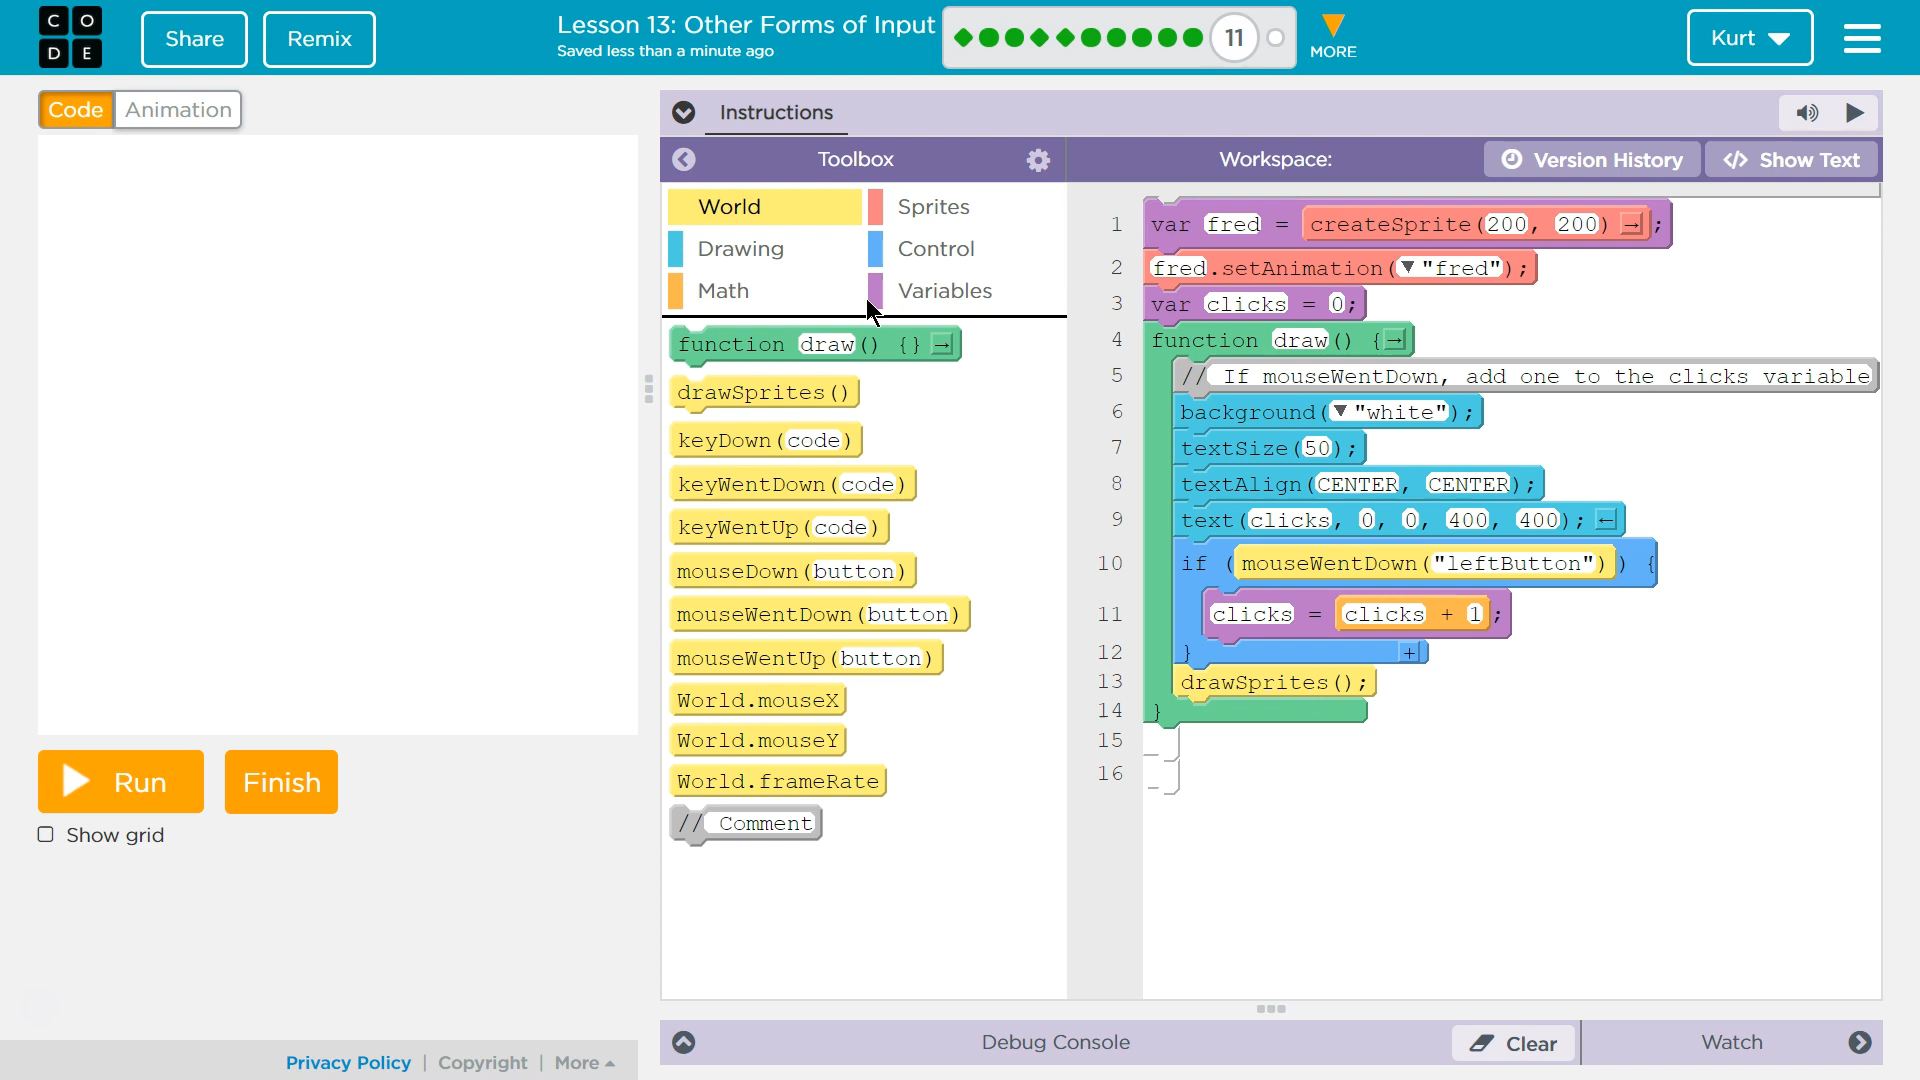 C O
D E
Share
Remix
Lesson 13: Other Forms of Input
Saved less than a minute ago
11
MORE
Kurt
Code
Animation
Instructions
Toolbox
Workspace:
Version History
</> Show Text
World
Sprites
Drawing
Control
Math
Variables
function draw() {} →
drawSprites()
keyDown(code)
keyWentDown(code)
keyWentUp(code)
mouseDown(button)
mouseWentDown(button)
mouseWentUp(button)
World.mouseX
World.mouseY
World.frameRate
// Comment
1 var fred = createSprite(200, 200) → ;
2 fred.setAnimation(▼ "fred");
3 var clicks = 0;
4 function draw() { →
5 // If mouseWentDown, add one to the clicks variable
6 background(▼ "white");
7 textSize(50);
8 textAlign(CENTER, CENTER);
9 text(clicks, 0, 0, 400, 400); ←
10 if (mouseWentDown("leftButton")) {
11 clicks = clicks + 1;
12 } +
13 drawSprites();
14 }
15
16
Run
Finish
Show grid
Debug Console
Clear
Watch
Privacy Policy | Copyright | More